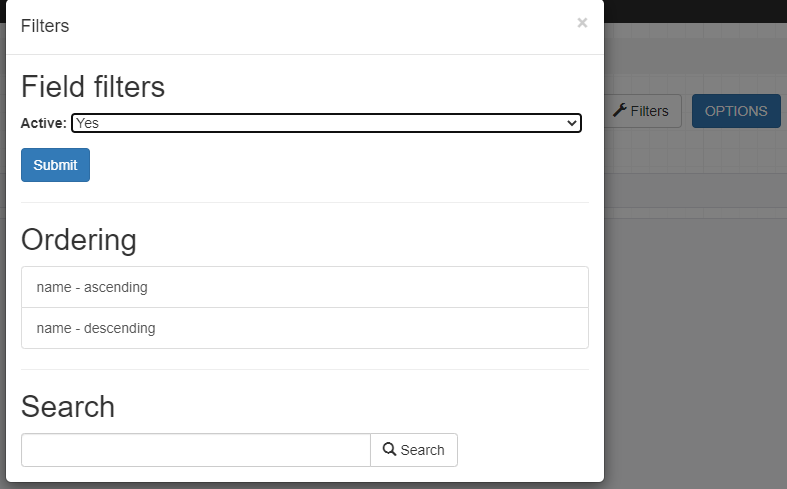 Filters
×
Field filters
Active: Yes
Submit
Filters
OPTIONS
Ordering
name - ascending
name - descending
Search
Search